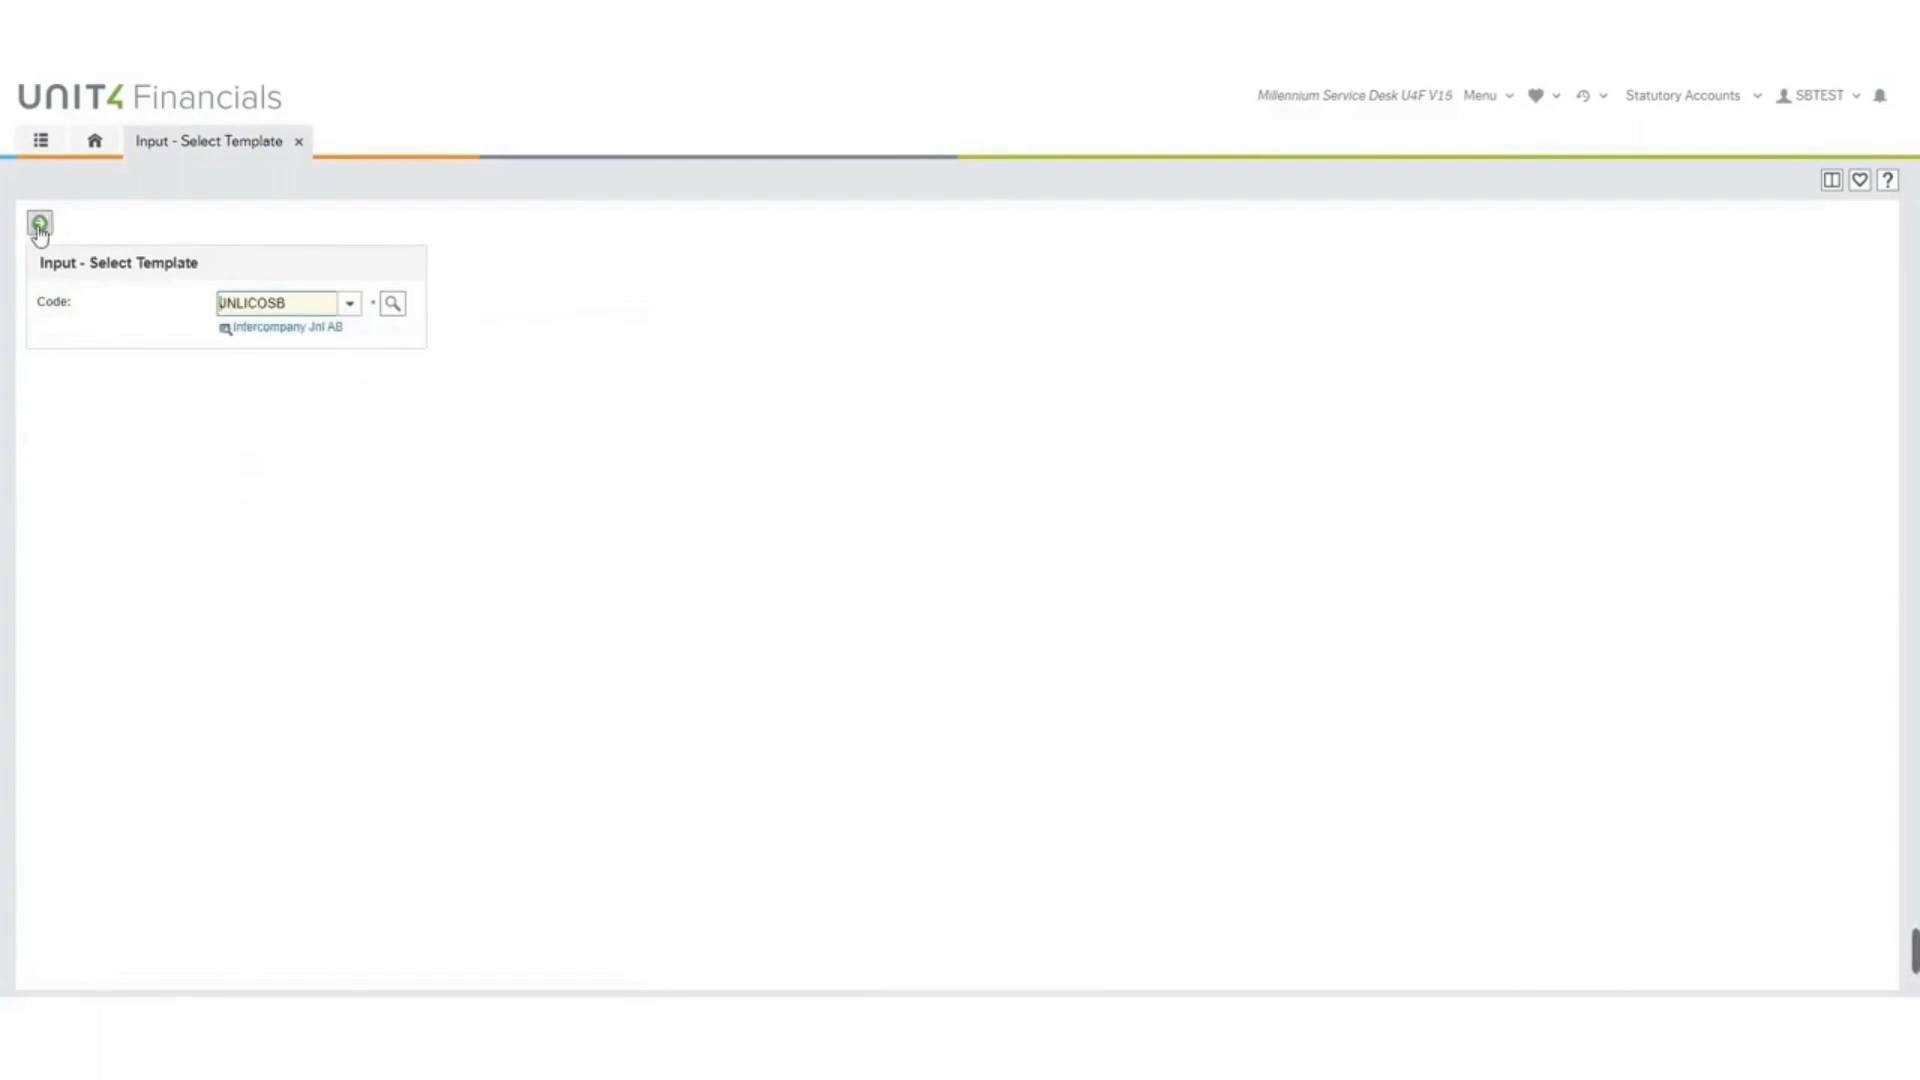 UNIT4 Financials
Millennium Service Desk U4F V15 Menu Statutory Accounts SBTEST
Input - Select Template ×
?
Input - Select Template
Code: JNLICOSB *
Intercompany Jnl AB